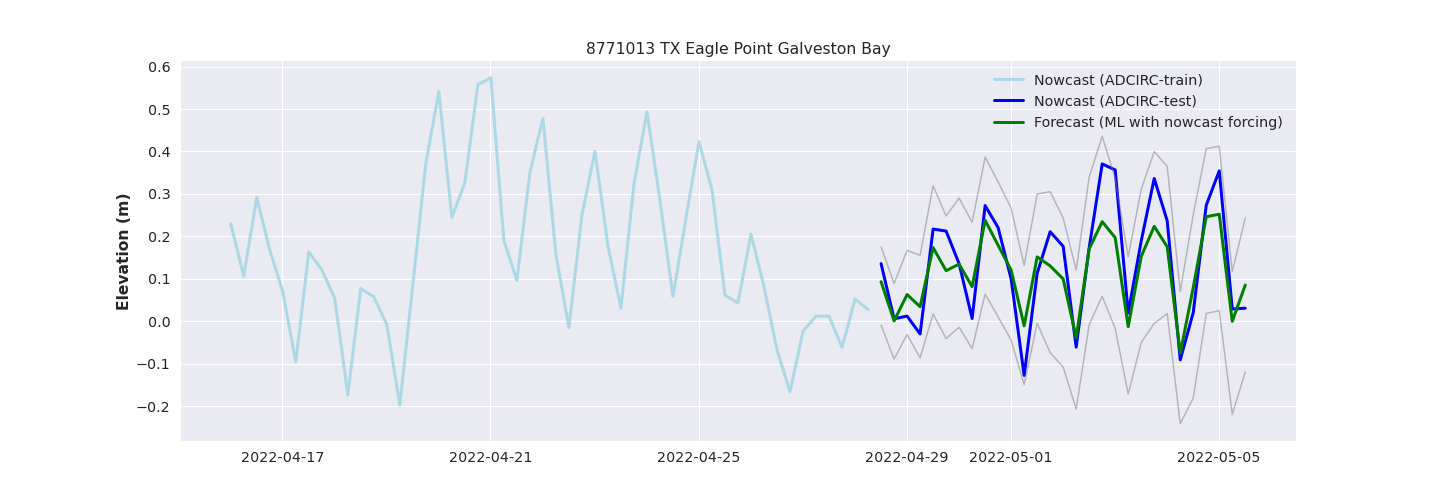 8771013 TX Eagle Point Galveston Bay
Elevation (m)
0.6
0.5
0.4
0.3
0.2
0.1
0.0
−0.1
−0.2
Nowcast (ADCIRC-train)
Nowcast (ADCIRC-test)
Forecast (ML with nowcast forcing)
2022-04-17 2022-04-21 2022-04-25 2022-04-29 2022-05-01 2022-05-05